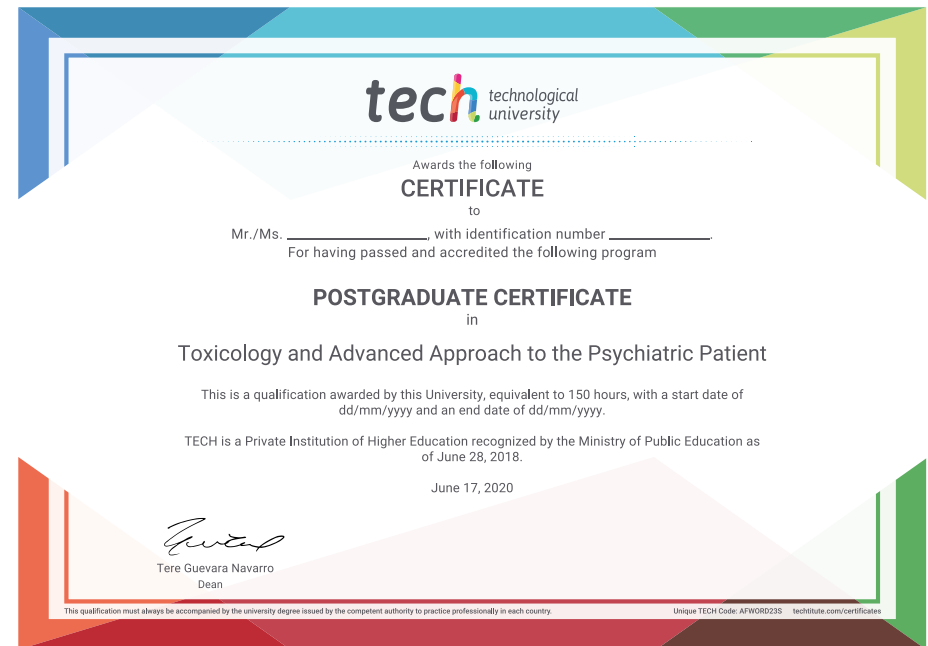 tech technological
university
Awards the following
CERTIFICATE
to
Mr./Ms. ____________________, with identification number ______________.
For having passed and accredited the following program
POSTGRADUATE CERTIFICATE
in
Toxicology and Advanced Approach to the Psychiatric Patient
This is a qualification awarded by this University, equivalent to 150 hours, with a start date of
dd/mm/yyyy and an end date of dd/mm/yyyy.
TECH is a Private Institution of Higher Education recognized by the Ministry of Public Education as
of June 28, 2018.
June 17, 2020
Tere Guevara Navarro
Dean
This qualification must always be accompanied by the university degree issued by the competent authority to practice professionally in each country.
Unique TECH Code: AFWORD23S techtitute.com/certificates